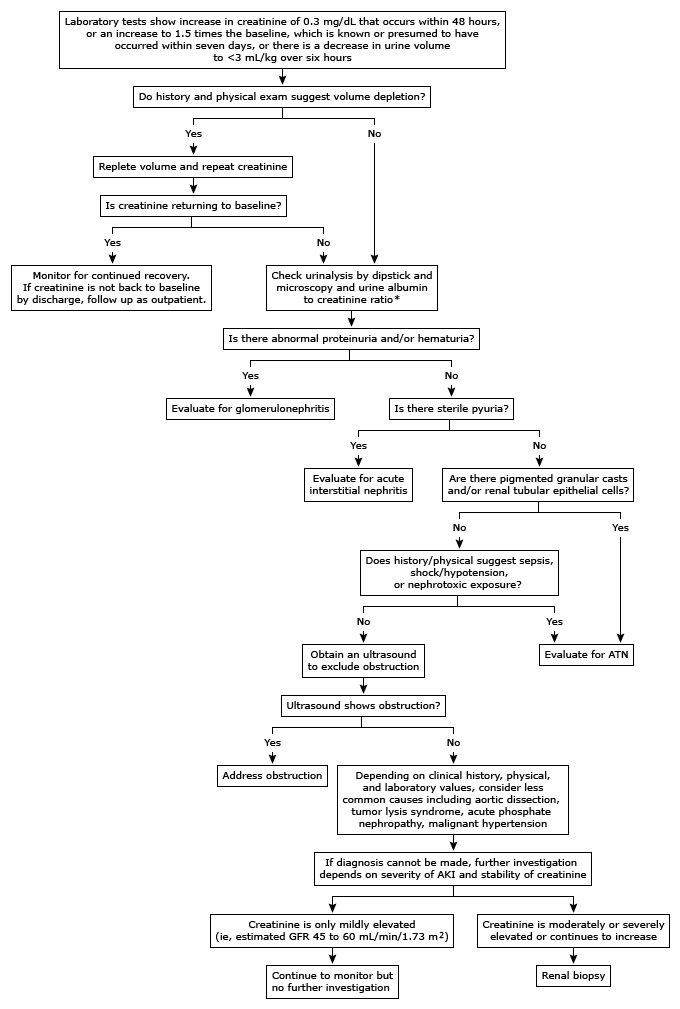 Laboratory tests show increase in creatinine of 0.3 mg/dL that occurs within 48 hours,
or an increase to 1.5 times the baseline, which is known or presumed to have
occurred within seven days, or there is a decrease in urine volume
to <3 mL/kg over six hours
Do history and physical exam suggest volume depletion?
Yes
No
Replete volume and repeat creatinine
Is creatinine returning to baseline?
Yes
No
Monitor for continued recovery.
If creatinine is not back to baseline
by discharge, follow up as outpatient.
Check urinalysis by dipstick and
microscopy and urine albumin
to creatinine ratio*
Is there abnormal proteinuria and/or hematuria?
Yes
No
Evaluate for glomerulonephritis
Is there sterile pyuria?
Yes
No
Evaluate for acute
interstitial nephritis
Are there pigmented granular casts
and/or renal tubular epithelial cells?
No
Yes
Does history/physical suggest sepsis,
shock/hypotension,
or nephrotoxic exposure?
No
Yes
Obtain an ultrasound
to exclude obstruction
Evaluate for ATN
Ultrasound shows obstruction?
Yes
No
Address obstruction
Depending on clinical history, physical,
and laboratory values, consider less
common causes including aortic dissection,
tumor lysis syndrome, acute phosphate
nephropathy, malignant hypertension
If diagnosis cannot be made, further investigation
depends on severity of AKI and stability of creatinine
Creatinine is only mildly elevated
(ie, estimated GFR 45 to 60 mL/min/1.73 m²)
Creatinine is moderately or severely
elevated or continues to increase
Continue to monitor but
no further investigation
Renal biopsy